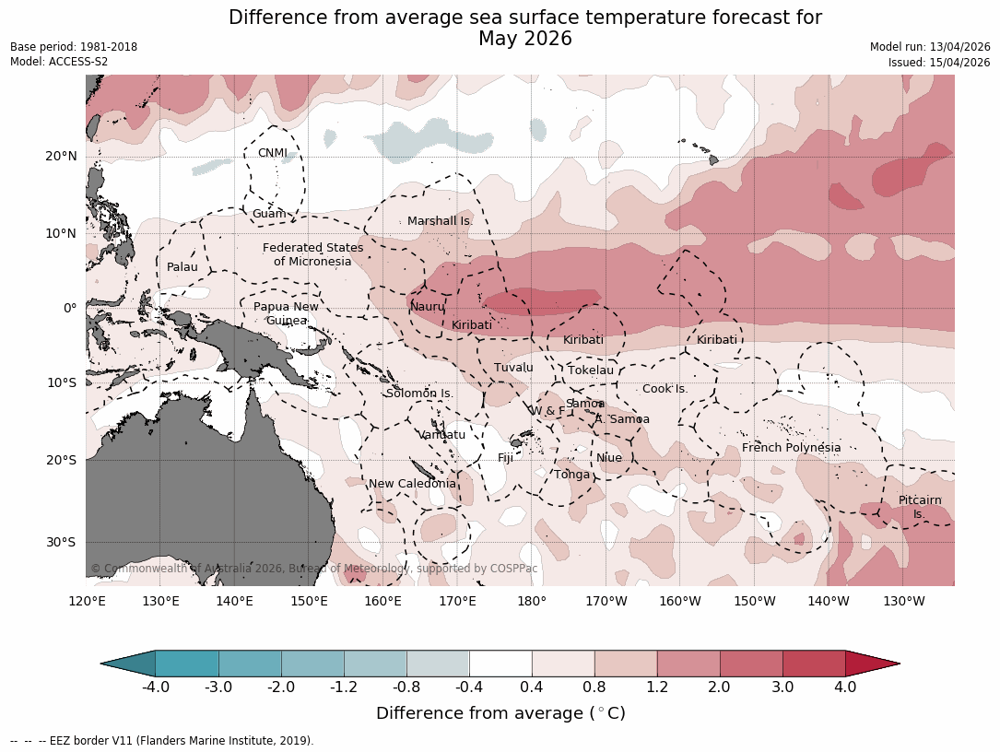 Difference from average sea surface temperature forecast for
May 2026
Base period: 1981-2018
Model: ACCESS-S2
Model run: 13/04/2026
Issued: 15/04/2026
20°N
10°N
0°
10°S
20°S
30°S
CNMI
Guam
Marshall Is.
Federated States
of Micronesia
Palau
Papua New
Guinea
Nauru
Kiribati
Kiribati
Kiribati
Tuvalu
Tokelau
Solomon Is.
Cook Is.
W & F
Samoa
A. Samoa
Vanuatu
French Polynesia
Fiji
Niue
Tonga
New Caledonia
Pitcairn
Is.
© Commonwealth of Australia 2026, Bureau of Meteorology, supported by COSPPac
120°E 130°E 140°E 150°E 160°E 170°E 180° 170°W 160°W 150°W 140°W 130°W
-4.0 -3.0 -2.0 -1.2 -0.8 -0.4 0.4 0.8 1.2 2.0 3.0 4.0
Difference from average (°C)
-- -- -- EEZ border V11 (Flanders Marine Institute, 2019).